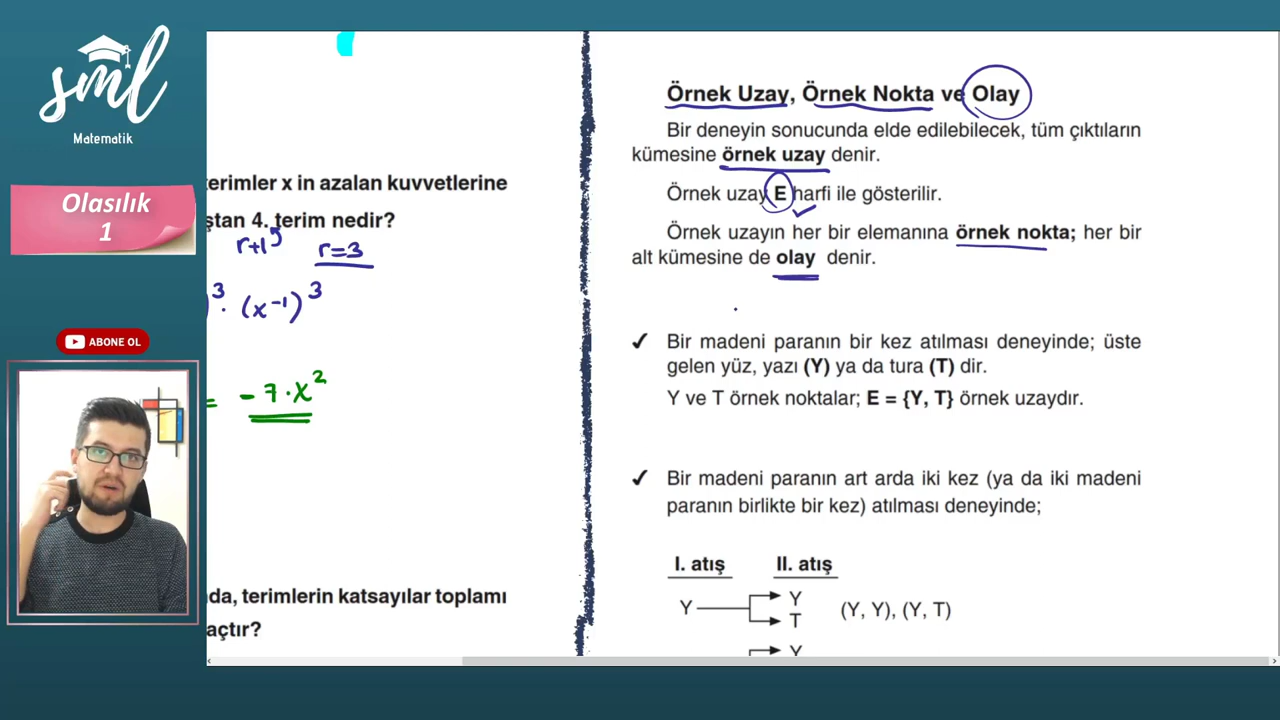 sml
Matematik
Olasılık
1
ABONE OL
terimler x in azalan kuvvetlerine
ştan 4. terim nedir?
r+1 r=3
)³ · (x⁻¹)³
= -7·x²
da, terimlerin katsayılar toplamı
açtır?
Örnek Uzay, Örnek Nokta ve Olay
Bir deneyin sonucunda elde edilebilecek, tüm çıktıların
kümesine örnek uzay denir.
Örnek uzay E harfi ile gösterilir.
Örnek uzayın her bir elemanına örnek nokta; her bir
alt kümesine de olay denir.
✓ Bir madeni paranın bir kez atılması deneyinde; üste
gelen yüz, yazı (Y) ya da tura (T) dir.
Y ve T örnek noktalar; E = {Y, T} örnek uzaydır.
✓ Bir madeni paranın art arda iki kez (ya da iki madeni
paranın birlikte bir kez) atılması deneyinde;
I. atış II. atış
Y
Y
T
(Y, Y), (Y, T)
Y